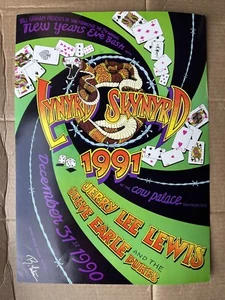 New Years Eve Bash
LYNYRD SKYNYRD
1991
Cow Palace
December 31st 1990
JERRY LEE LEWIS
STEVE EARLE AND THE
DUKES